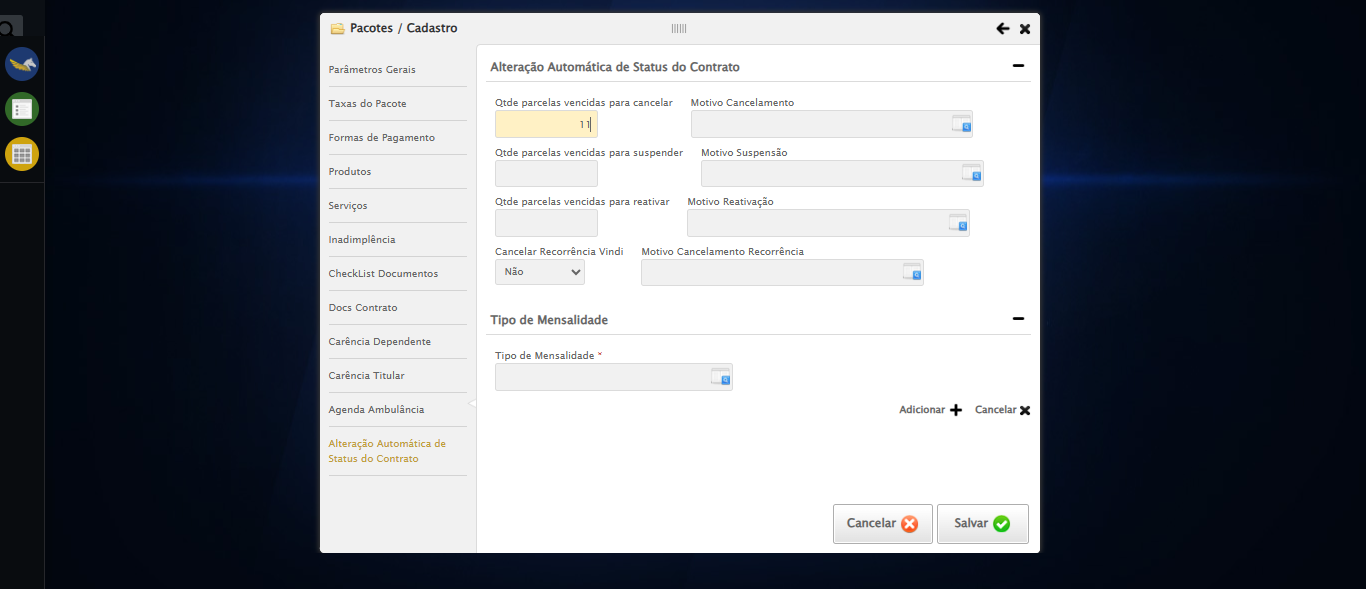 Pacotes / Cadastro
Parâmetros Gerais
Taxas do Pacote
Formas de Pagamento
Produtos
Serviços
Inadimplência
CheckList Documentos
Docs Contrato
Carência Dependente
Carência Titular
Agenda Ambulância
Alteração Automática de
Status do Contrato
Alteração Automática de Status do Contrato
Qtde parcelas vencidas para cancelar Motivo Cancelamento
11
Qtde parcelas vencidas para suspender Motivo Suspensão
Qtde parcelas vencidas para reativar Motivo Reativação
Cancelar Recorrência Vindi Motivo Cancelamento Recorrência
Não
Tipo de Mensalidade
Tipo de Mensalidade *
Adicionar Cancelar
Cancelar Salvar